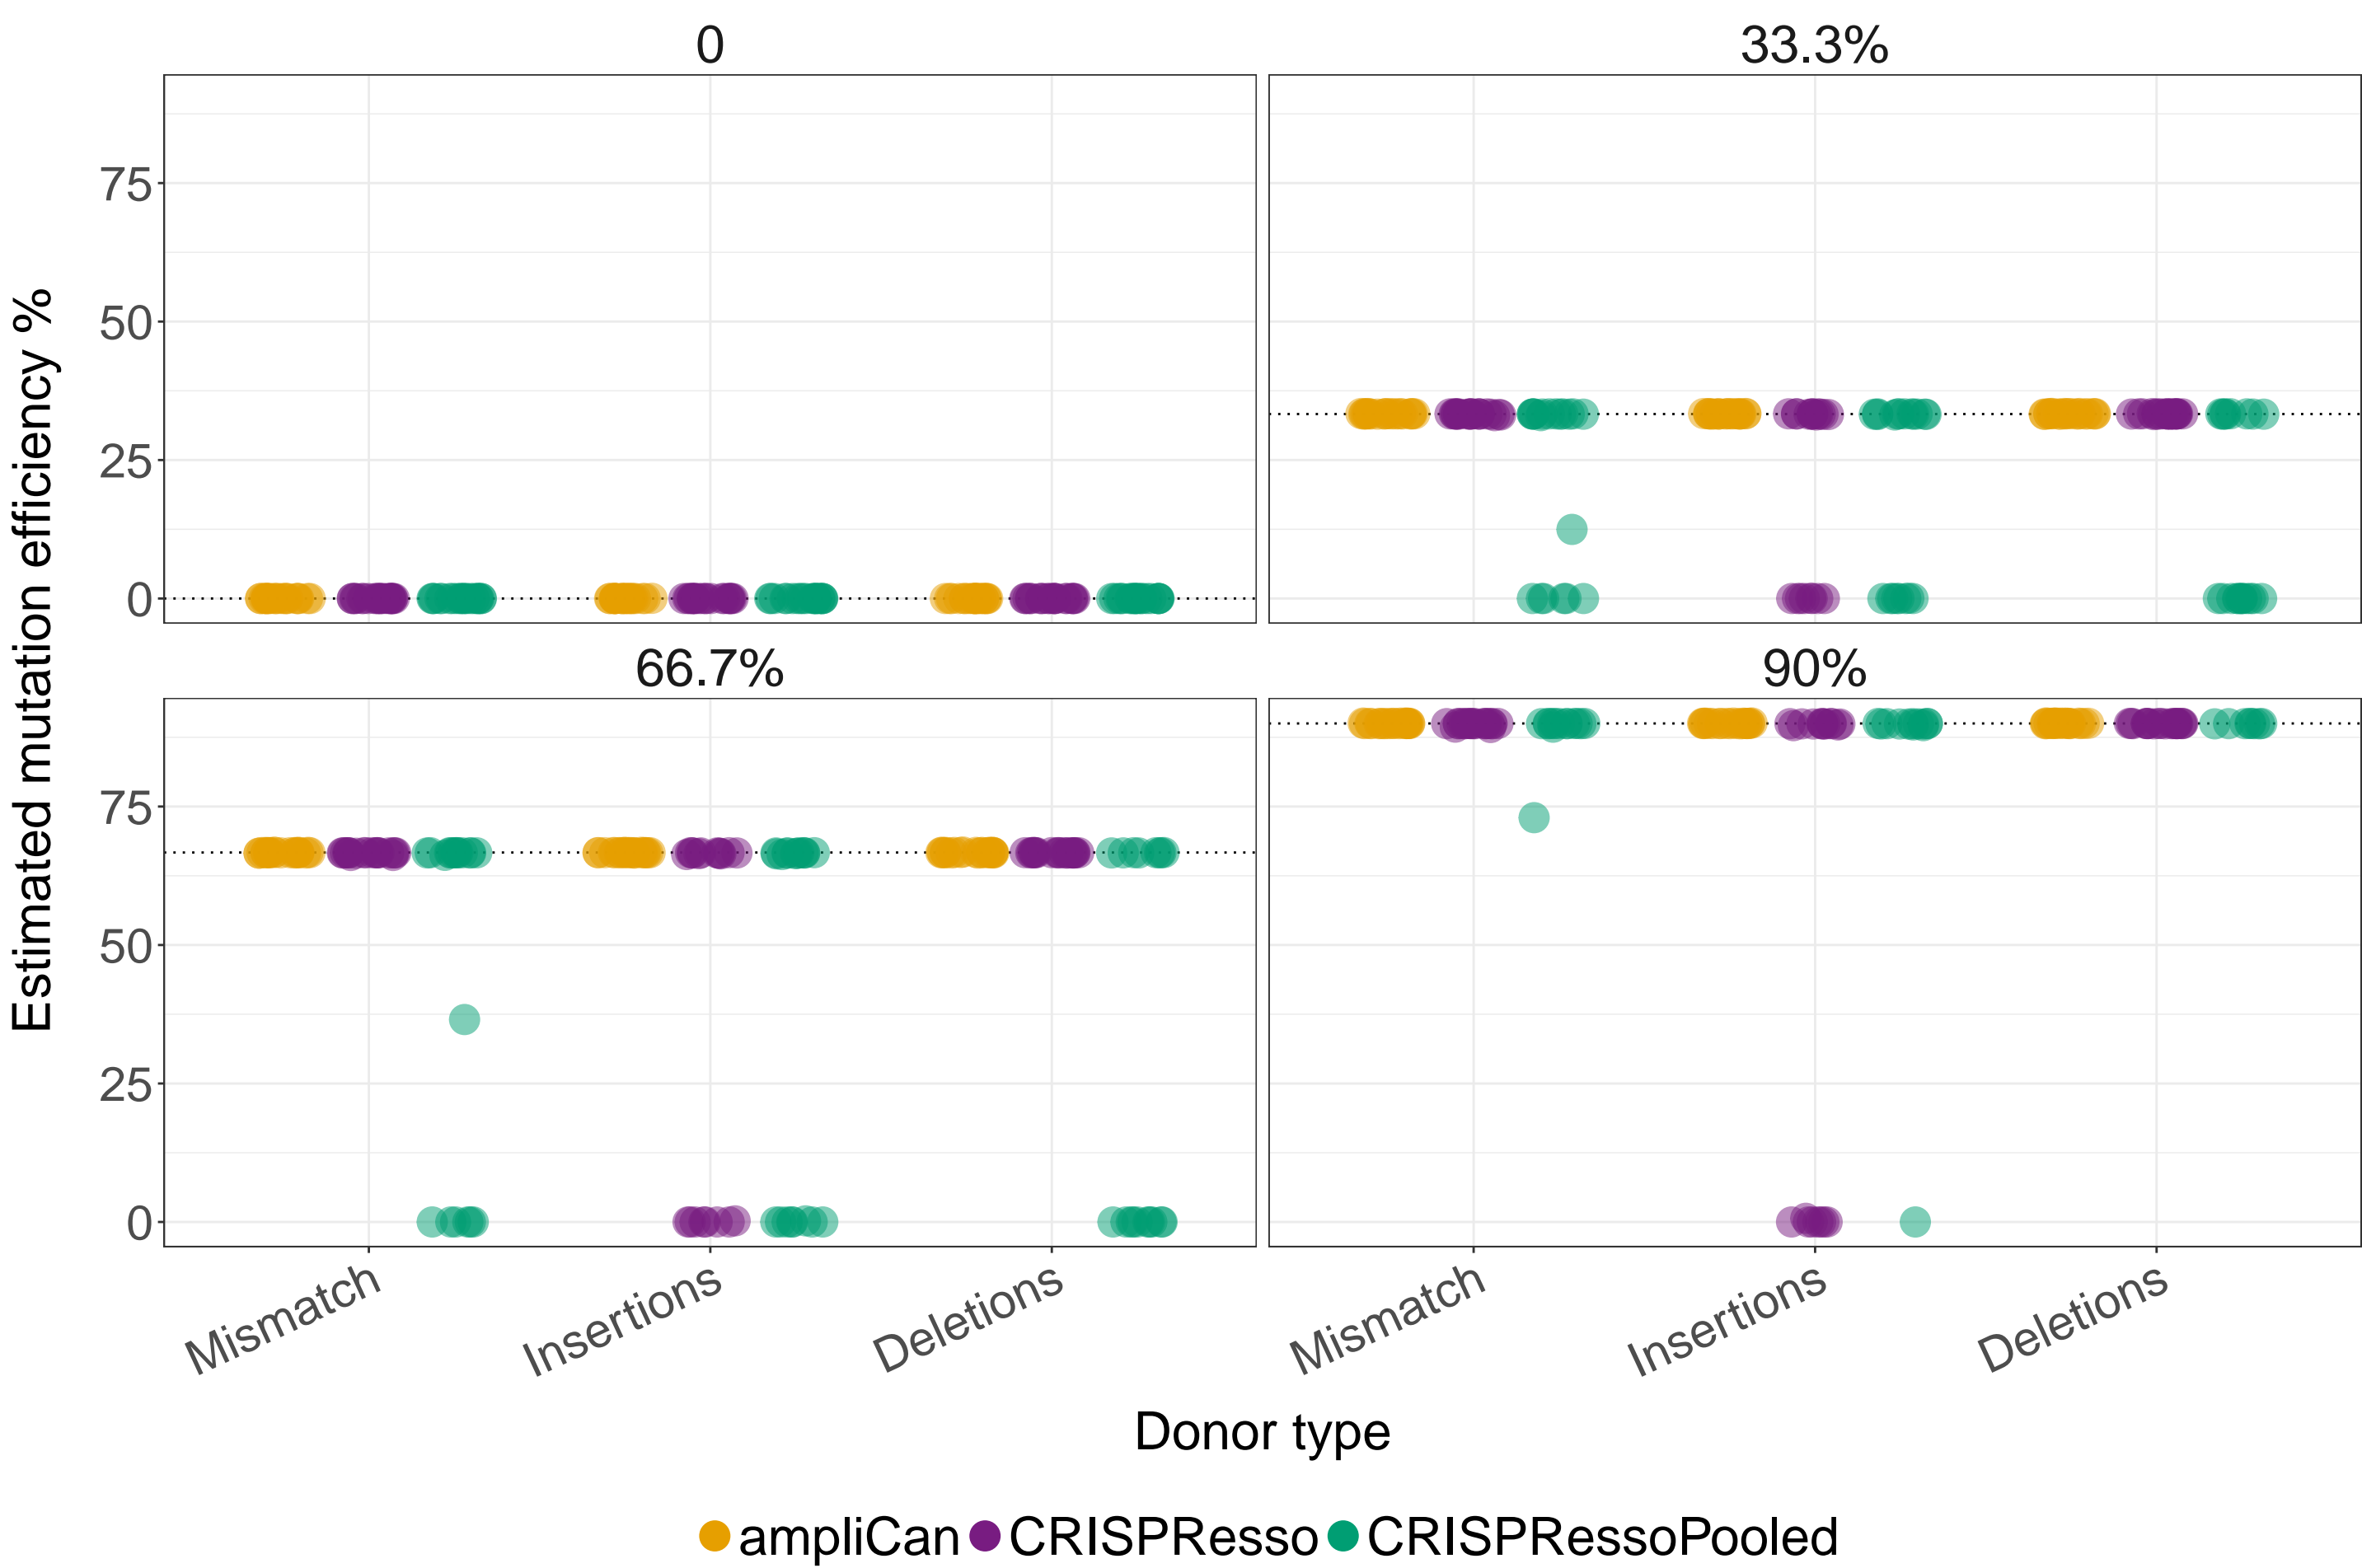 0
33.3%
75
50
25
0
66.7%
90%
75
50
25
0
Estimated mutation efficiency %
Mismatch
Insertions
Deletions
Mismatch
Insertions
Deletions
Donor type
ampliCan CRISPResso CRISPRessoPooled